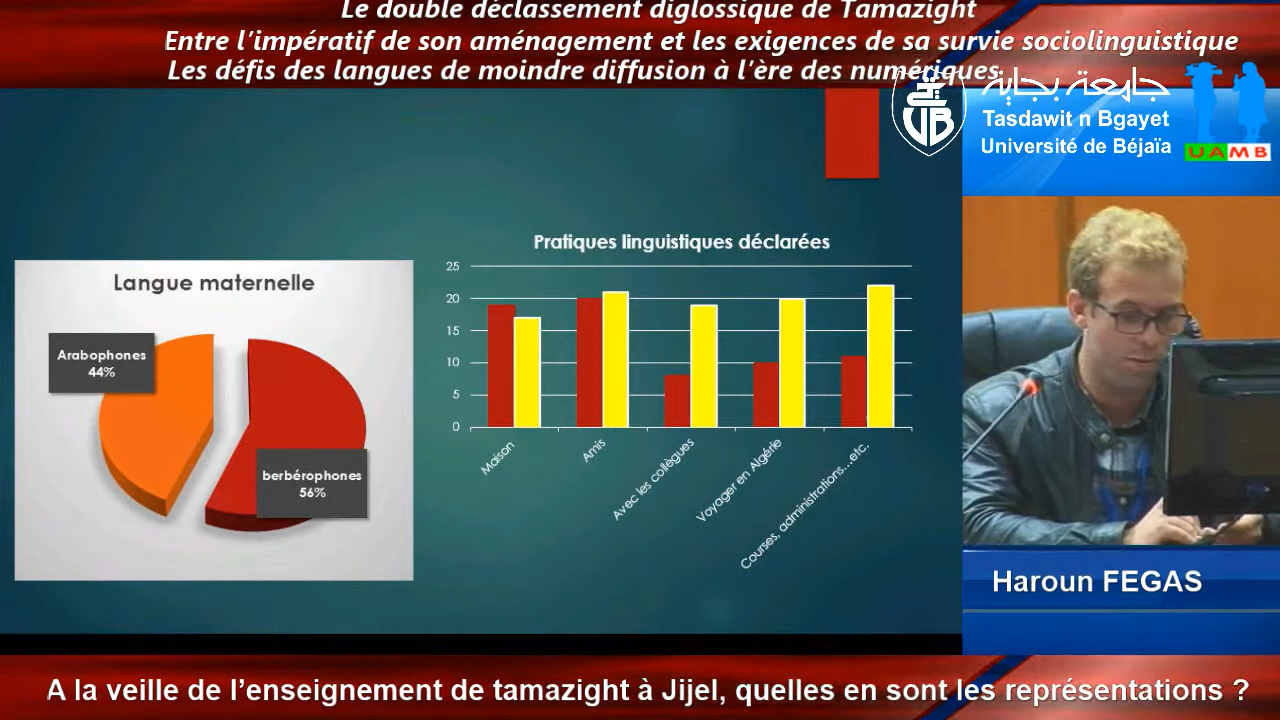 Le double déclassement diglossique de Tamazight
Entre l'impératif de son aménagement et les exigences de sa survie sociolinguistique
Les défis des langues de moindre diffusion à l'ère des numériques
جامعة بجاية
Tasdawit n Bgayet
Université de Béjaïa
UB
UAMB
Langue maternelle
Arabophones
44%
berbérophones
56%
Pratiques linguistiques déclarées
25
20
15
10
5
0
Maison
Amis
Avec les collègues
Voyager en Algérie
Courses, administrations...etc.
Haroun FEGAS
A la veille de l'enseignement de tamazight à Jijel, quelles en sont les représentations ?